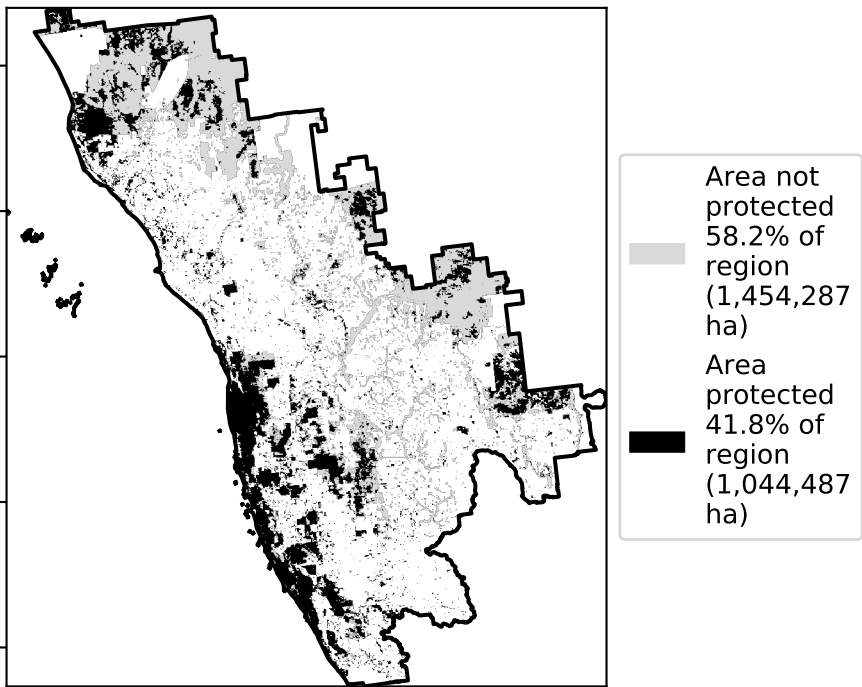 Area not
protected
58.2% of
region
(1,454,287
ha)
Area
protected
41.8% of
region
(1,044,487
ha)